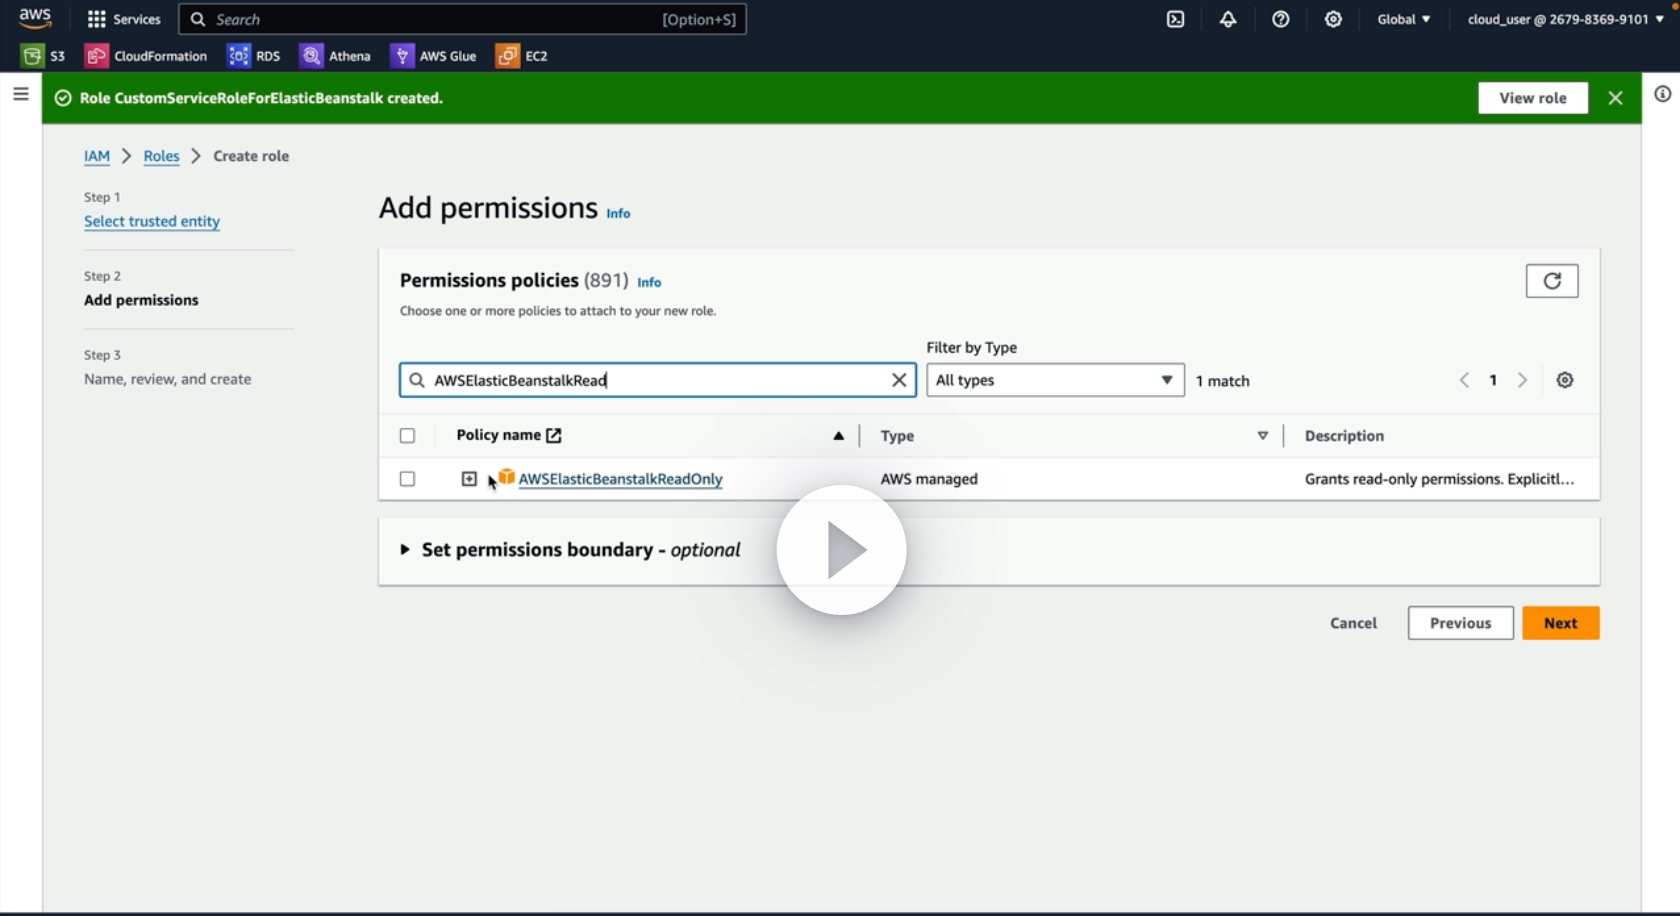 aws Services Search [Option+S] Global cloud_user @ 2679-8369-9101
S3 CloudFormation RDS Athena AWS Glue EC2
Role CustomServiceRoleForElasticBeanstalk created. View role
IAM Roles Create role
Step 1
Select trusted entity
Step 2
Add permissions
Step 3
Name, review, and create
Add permissions Info
Permissions policies (891) Info
Choose one or more policies to attach to your new role.
Filter by Type
AWSElasticBeanstalkRead All types 1 match 1
Policy name Type Description
AWSElasticBeanstalkReadOnly AWS managed Grants read-only permissions. Explicitl...
Set permissions boundary - optional
Cancel Previous Next